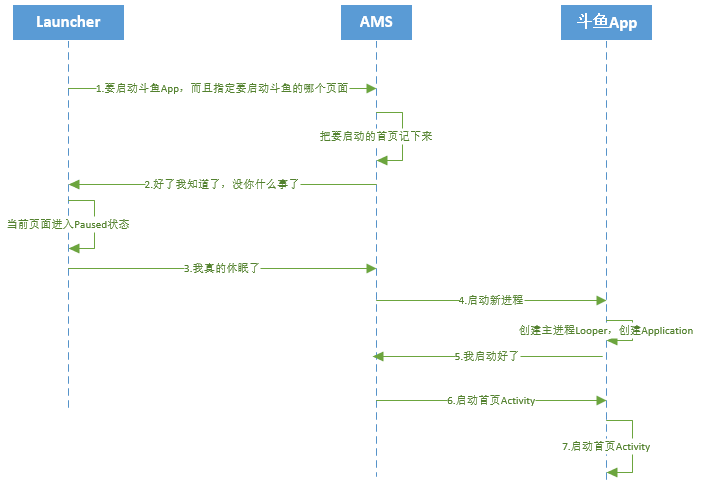 Launcher
AMS
斗鱼App
1.要启动斗鱼App，而且指定要启动斗鱼的哪个页面
把要启动的首页记下来
2.好了我知道了，没你什么事了
当前页面进入Paused状态
3.我真的休眠了
4.启动新进程
创建主进程Looper，创建Application
5.我启动好了
6.启动首页Activity
7.启动首页Activity